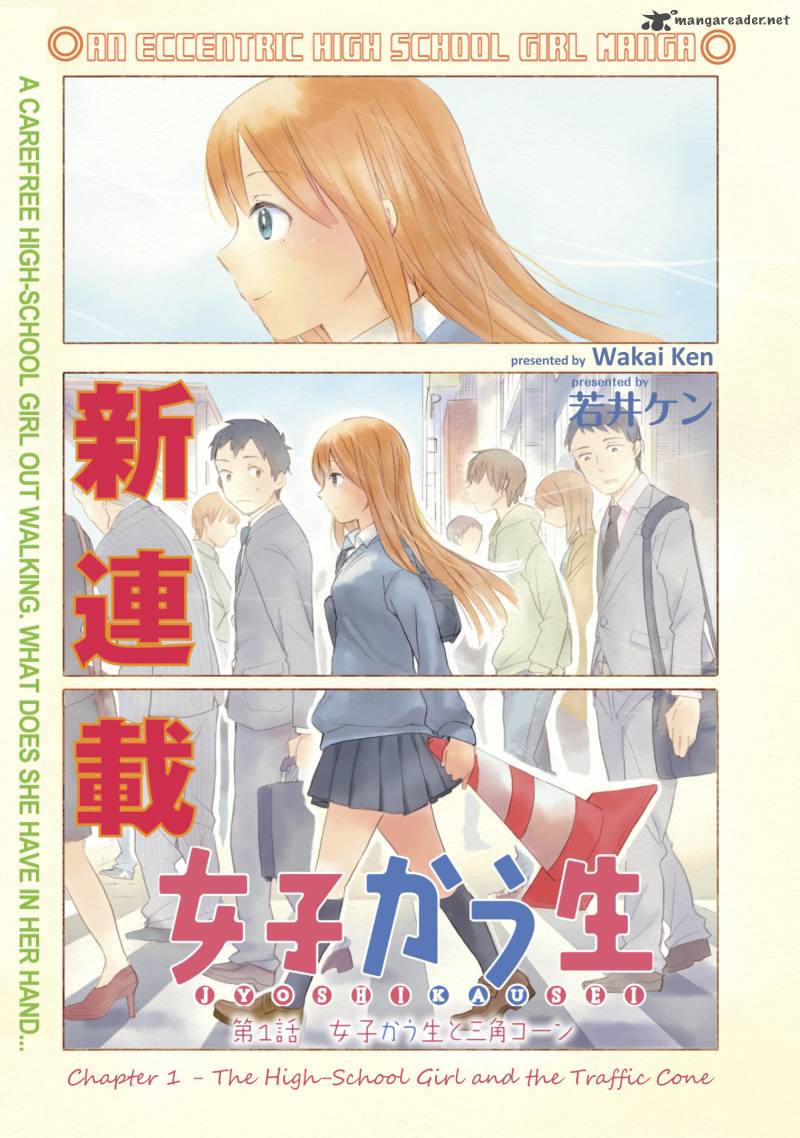 mangareader.net
AN ECCENTRIC HIGH SCHOOL GIRL MANGA
A CAREFREE HIGH-SCHOOL GIRL OUT WALKING. WHAT DOES SHE HAVE IN HER HAND...
presented by Wakai Ken
presented by
若井ケン
新連載
女子かう生
JYOSHIKAUSEI
第1話 女子かう生と三角コーン
Chapter 1 - The High-School Girl and the Traffic Cone